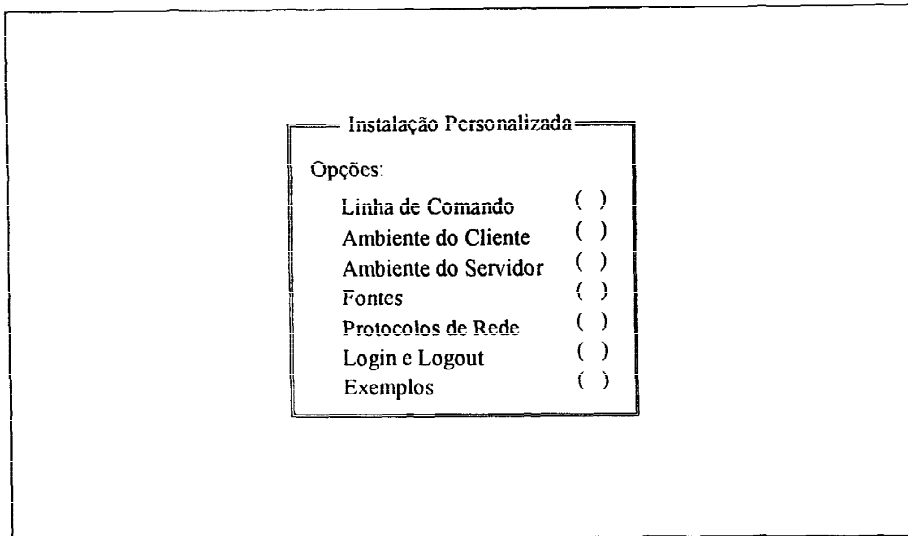 Instalação Personalizada
Opções:
Linha de Comando ( )
Ambiente do Cliente ( )
Ambiente do Servidor ( )
Fontes ( )
Protocolos de Rede ( )
Login e Logout ( )
Exemplos ( )